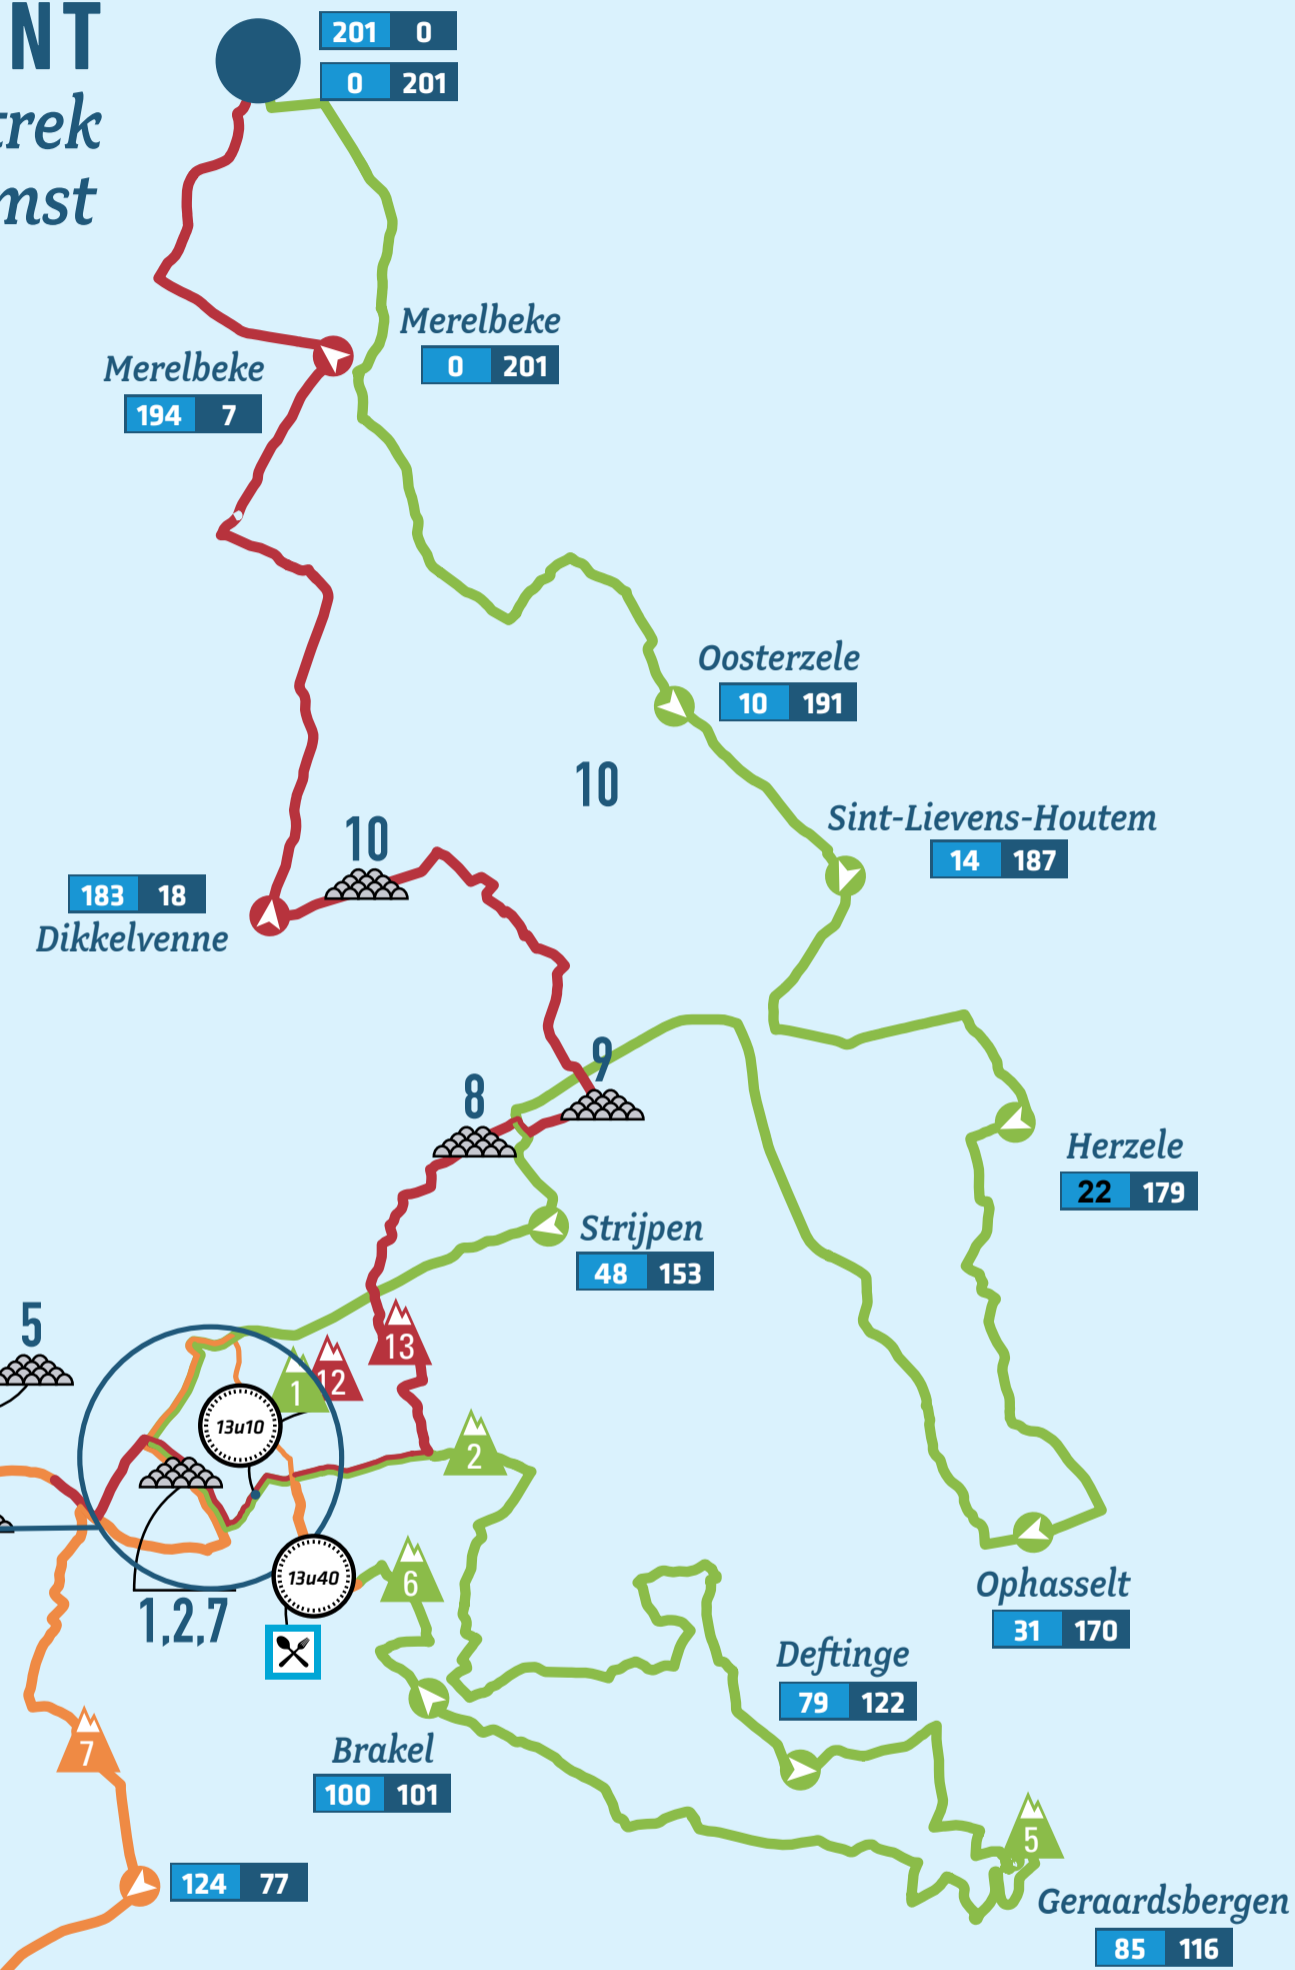 NT
trek
mst
201 0
0 201
Merelbeke
0 201
Merelbeke
194 7
Oosterzele
10 191
10
Sint-Lievens-Houtem
14 187
10
183 18
Dikkelvenne
9
8
Herzele
22 179
Strijpen
48 153
5
13
12
1
13u10
2
Ophasselt
31 170
13u40
6
1,2,7
Deftinge
79 122
7
Brakel
100 101
5
124 77
Geraardsbergen
85 116